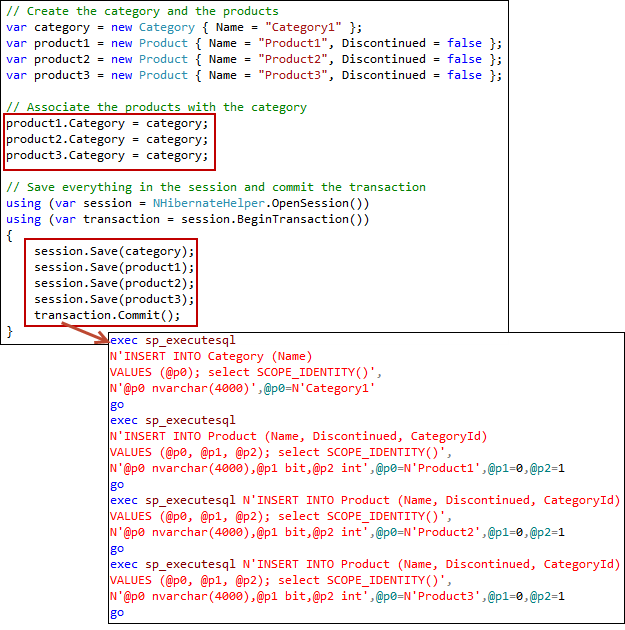 // Create the category and the products
var category = new Category { Name = "Category1" };
var product1 = new Product { Name = "Product1", Discontinued = false };
var product2 = new Product { Name = "Product2", Discontinued = false };
var product3 = new Product { Name = "Product3", Discontinued = false };
// Associate the products with the category
product1.Category = category;
product2.Category = category;
product3.Category = category;
// Save everything in the session and commit the transaction
using (var session = NHibernateHelper.OpenSession())
using (var transaction = session.BeginTransaction())
{
session.Save(category);
session.Save(product1);
session.Save(product2);
session.Save(product3);
transaction.Commit();
}
exec sp_executesql
N'INSERT INTO Category (Name)
VALUES (@p0); select SCOPE_IDENTITY()',
N'@p0 nvarchar(4000)',@p0=N'Category1'
go
exec sp_executesql
N'INSERT INTO Product (Name, Discontinued, CategoryId)
VALUES (@p0, @p1, @p2); select SCOPE_IDENTITY()',
N'@p0 nvarchar(4000),@p1 bit,@p2 int',@p0=N'Product1',@p1=0,@p2=1
go
exec sp_executesql N'INSERT INTO Product (Name, Discontinued, CategoryId)
VALUES (@p0, @p1, @p2); select SCOPE_IDENTITY()',
N'@p0 nvarchar(4000),@p1 bit,@p2 int',@p0=N'Product2',@p1=0,@p2=1
go
exec sp_executesql N'INSERT INTO Product (Name, Discontinued, CategoryId)
VALUES (@p0, @p1, @p2); select SCOPE_IDENTITY()',
N'@p0 nvarchar(4000),@p1 bit,@p2 int',@p0=N'Product3',@p1=0,@p2=1
go